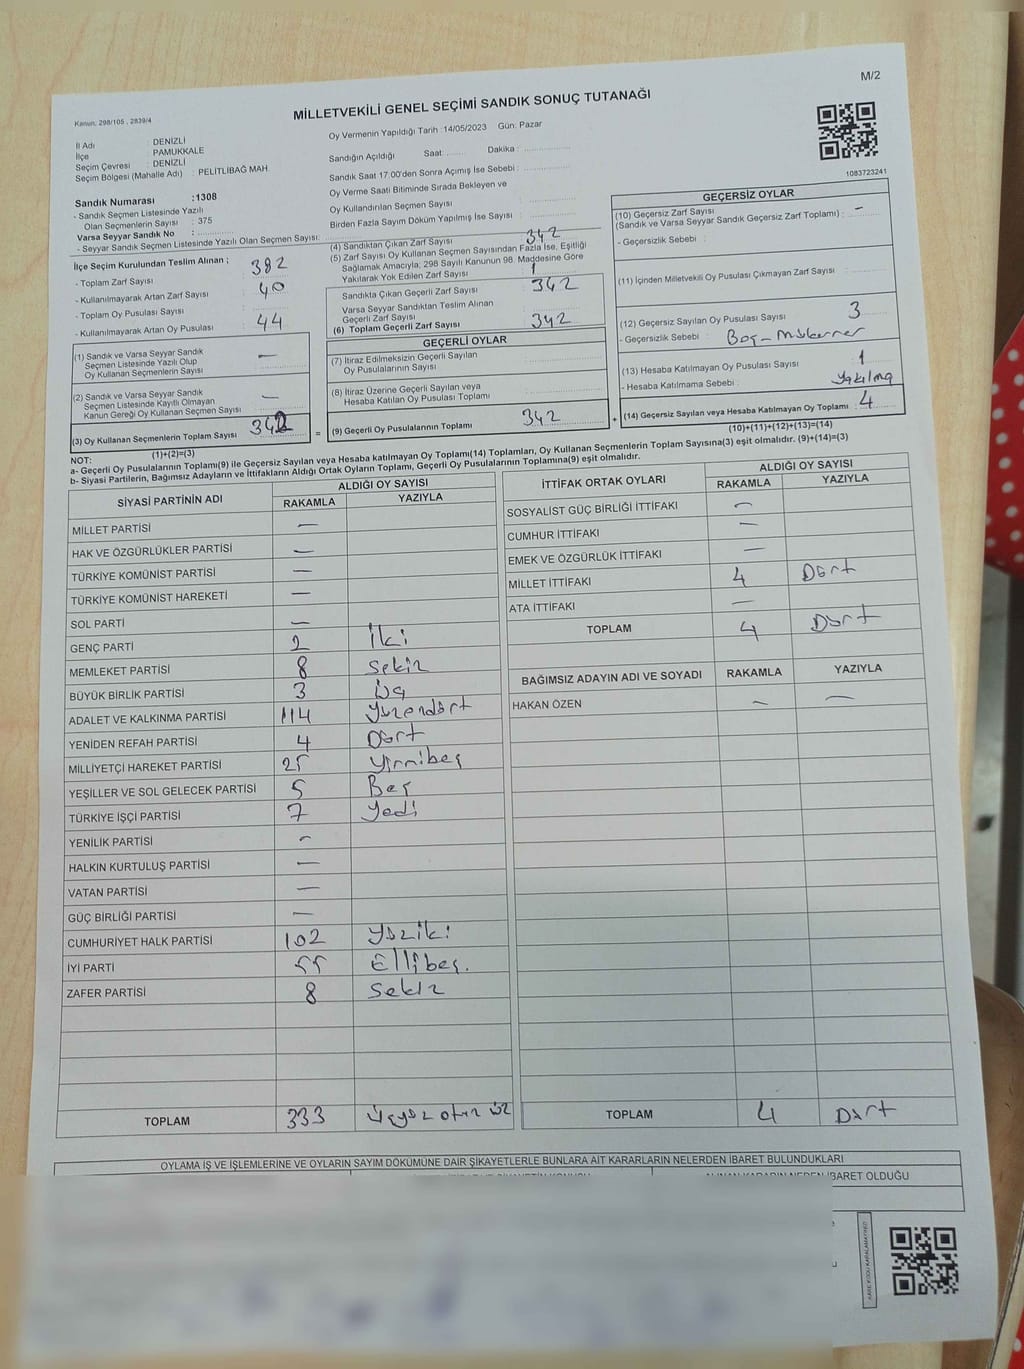 M/2
Kanun: 298/105 , 2839/4
MİLLETVEKİLİ GENEL SEÇİMİ SANDIK SONUÇ TUTANAĞI
Oy Vermenin Yapıldığı Tarih :14/05/2023 Gün: Pazar
İl Adı : DENİZLİ
İlçe : PAMUKKALE
Seçim Çevresi : DENİZLİ
Seçim Bölgesi (Mahalle Adı) : PELİTLİBAĞ MAH.
Sandık Numarası :1308
- Sandık Seçmen Listesinde Yazılı
Olan Seçmenlerin Sayısı : 375
Varsa Seyyar Sandık No :
- Seyyar Sandık Seçmen Listesinde Yazılı Olan Seçmen Sayısı:
İlçe Seçim Kurulundan Teslim Alınan ;
- Toplam Zarf Sayısı 382
- Kullanılmayarak Artan Zarf Sayısı 40
- Toplam Oy Pusulası Sayısı
- Kullanılmayarak Artan Oy Pusulası 44
(1) Sandık ve Varsa Seyyar Sandık
Seçmen Listesinde Yazılı Olup
Oy Kullanan Seçmenlerin Sayısı —
(2) Sandık ve Varsa Seyyar Sandık
Seçmen Listesinde Kayıtlı Olmayan
Kanun Gereği Oy Kullanan Seçmen Sayısı —
(3) Oy Kullanan Seçmenlerin Toplam Sayısı 342
(1)+(2)=(3)
Sandığın Açıldığı Saat: Dakika :
Sandık Saat 17.00'den Sonra Açımış İse Sebebi :
Oy Verme Saati Bitiminde Sırada Bekleyen ve
Oy Kullandırılan Seçmen Sayısı :
Birden Fazla Sayım Döküm Yapılmış İse Sayısı :
(4) Sandıktan Çıkan Zarf Sayısı 342
(5) Zarf Sayısı Oy Kullanan Seçmen Sayısından Fazla İse, Eşitliği
Sağlamak Amacıyla; 298 Sayılı Kanunun 98. Maddesine Göre
Yakılarak Yok Edilen Zarf Sayısı 1
Sandıkta Çıkan Geçerli Zarf Sayısı 342
Varsa Seyyar Sandıktan Teslim Alınan
Geçerli Zarf Sayısı
(6) Toplam Geçerli Zarf Sayısı 342
GEÇERLİ OYLAR
(7) İtiraz Edilmeksizin Geçerli Sayılan
Oy Pusulalarının Sayısı
(8) İtiraz Üzerine Geçerli Sayılan veya
Hesaba Katılan Oy Pusulası Toplamı
= (9) Geçerli Oy Pusulalarının Toplamı 342 +
1083723241
GEÇERSİZ OYLAR
(10) Geçersiz Zarf Sayısı
(Sandık ve Varsa Seyyar Sandık Geçersiz Zarf Toplamı) : —
- Geçersizlik Sebebi :
(11) İçinden Milletvekili Oy Pusulası Çıkmayan Zarf Sayısı
(12) Geçersiz Sayılan Oy Pusulası Sayısı 3
- Geçersizlik Sebebi : Boş - Mükerrer
(13) Hesaba Katılmayan Oy Pusulası Sayısı 1
- Hesaba Katılmama Sebebi : Yakılma
(14) Geçersiz Sayılan veya Hesaba Katılmayan Oy Toplamı 4
(10)+(11)+(12)+(13)=(14)
NOT:
a- Geçerli Oy Pusulalarının Toplamı(9) ile Geçersiz Sayılan veya Hesaba katılmayan Oy Toplamı(14) Toplamları, Oy Kullanan Seçmenlerin Toplam Sayısına(3) eşit olmalıdır. (9)+(14)=(3)
b- Siyasi Partilerin, Bağımsız Adayların ve İttifakların Aldığı Ortak Oyların Toplamı, Geçerli Oy Pusulalarının Toplamına(9) eşit olmalıdır.
SİYASİ PARTİNİN ADI ALDIĞI OY SAYISI
RAKAMLA YAZIYLA
MİLLET PARTİSİ —
HAK VE ÖZGÜRLÜKLER PARTİSİ —
TÜRKİYE KOMÜNİST PARTİSİ —
TÜRKİYE KOMÜNİST HAREKETİ —
SOL PARTİ —
GENÇ PARTİ 2 İki
MEMLEKET PARTİSİ 8 Sekiz
BÜYÜK BİRLİK PARTİSİ 3 Üç
ADALET VE KALKINMA PARTİSİ 114 Yüzondört
YENİDEN REFAH PARTİSİ 4 Dört
MİLLİYETÇİ HAREKET PARTİSİ 25 Yirmibeş
YEŞİLLER VE SOL GELECEK PARTİSİ 5 Beş
TÜRKİYE İŞÇİ PARTİSİ 7 Yedi
YENİLİK PARTİSİ —
HALKIN KURTULUŞ PARTİSİ —
VATAN PARTİSİ —
GÜÇ BİRLİĞİ PARTİSİ —
CUMHURİYET HALK PARTİSİ 102 Yüziki
İYİ PARTİ 55 Ellibeş.
ZAFER PARTİSİ 8 Sekiz
TOPLAM 333 Üçyüz otuz üç
İTTİFAK ORTAK OYLARI ALDIĞI OY SAYISI
RAKAMLA YAZIYLA
SOSYALİST GÜÇ BİRLİĞİ İTTİFAKI —
CUMHUR İTTİFAKI —
EMEK VE ÖZGÜRLÜK İTTİFAKI —
MİLLET İTTİFAKI 4 Dört
ATA İTTİFAKI —
TOPLAM 4 Dört
BAĞIMSIZ ADAYIN ADI VE SOYADI RAKAMLA YAZIYLA
HAKAN ÖZEN — —
TOPLAM 4 Dört
OYLAMA İŞ VE İŞLEMLERİNE VE OYLARIN SAYIM DÖKÜMÜNE DAİR ŞİKAYETLERLE BUNLARA AİT KARARLARIN NELERDEN İBARET BULUNDUKLARI
ALINAN KARARIN NEDEN İBARET OLDUĞU